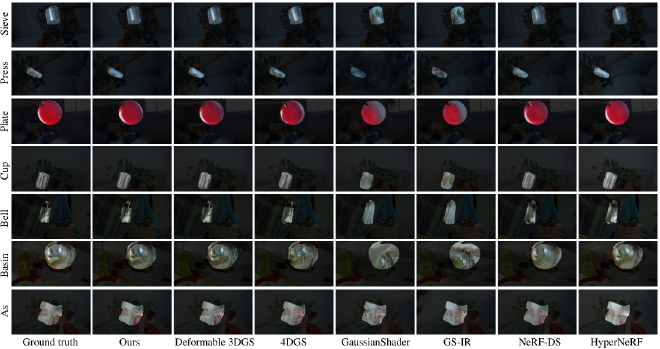 Sieve
Press
Plate
Cup
Bell
Basin
As
Ground truth Ours Deformable 3DGS 4DGS GaussianShader GS-IR NeRF-DS HyperNeRF